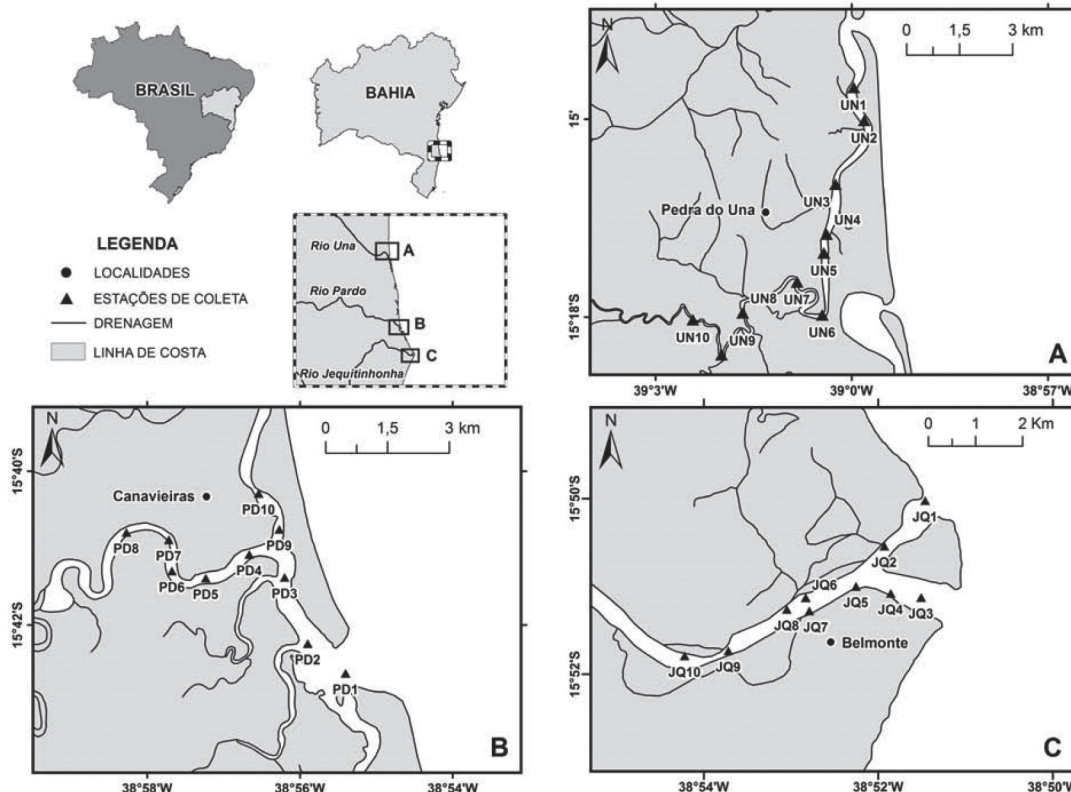 BRASIL
BAHIA
LEGENDA
LOCALIDADES
ESTAÇÕES DE COLETA
DRENAGEM
LINHA DE COSTA
Rio Una
A
Rio Pardo
B
C
Rio Jequitinhonha
N
0 1,5 3 km
15'
15°18'S
UN1
UN2
UN3
Pedra do Una
UN4
UN5
UN8
UN7
UN10
UN9
UN6
A
39°3'W
39°0'W
38°57'W
N
0 1,5 3 km
15°40'S
15°42'S
Canavieiras
PD10
PD8
PD7
PD9
PD4
PD6
PD5
PD3
PD2
PD1
B
38°58'W
38°56'W
38°54'W
N
0 1 2 Km
15°50'S
15°52'S
JQ1
JQ2
JQ6
JQ5
JQ4
JQ3
JQ8
JQ7
Belmonte
JQ10
JQ9
C
38°54'W
38°52'W
38°50'W